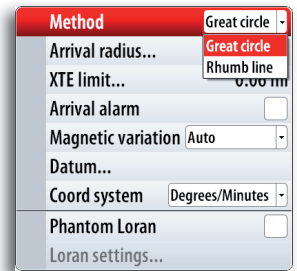 Method Great circle
Great circle
Arrival radius...
Rhumb line
XTE limit...
Arrival alarm
Magnetic variation Auto
Datum...
Coord system Degrees/Minutes
Phantom Loran
Loran settings...